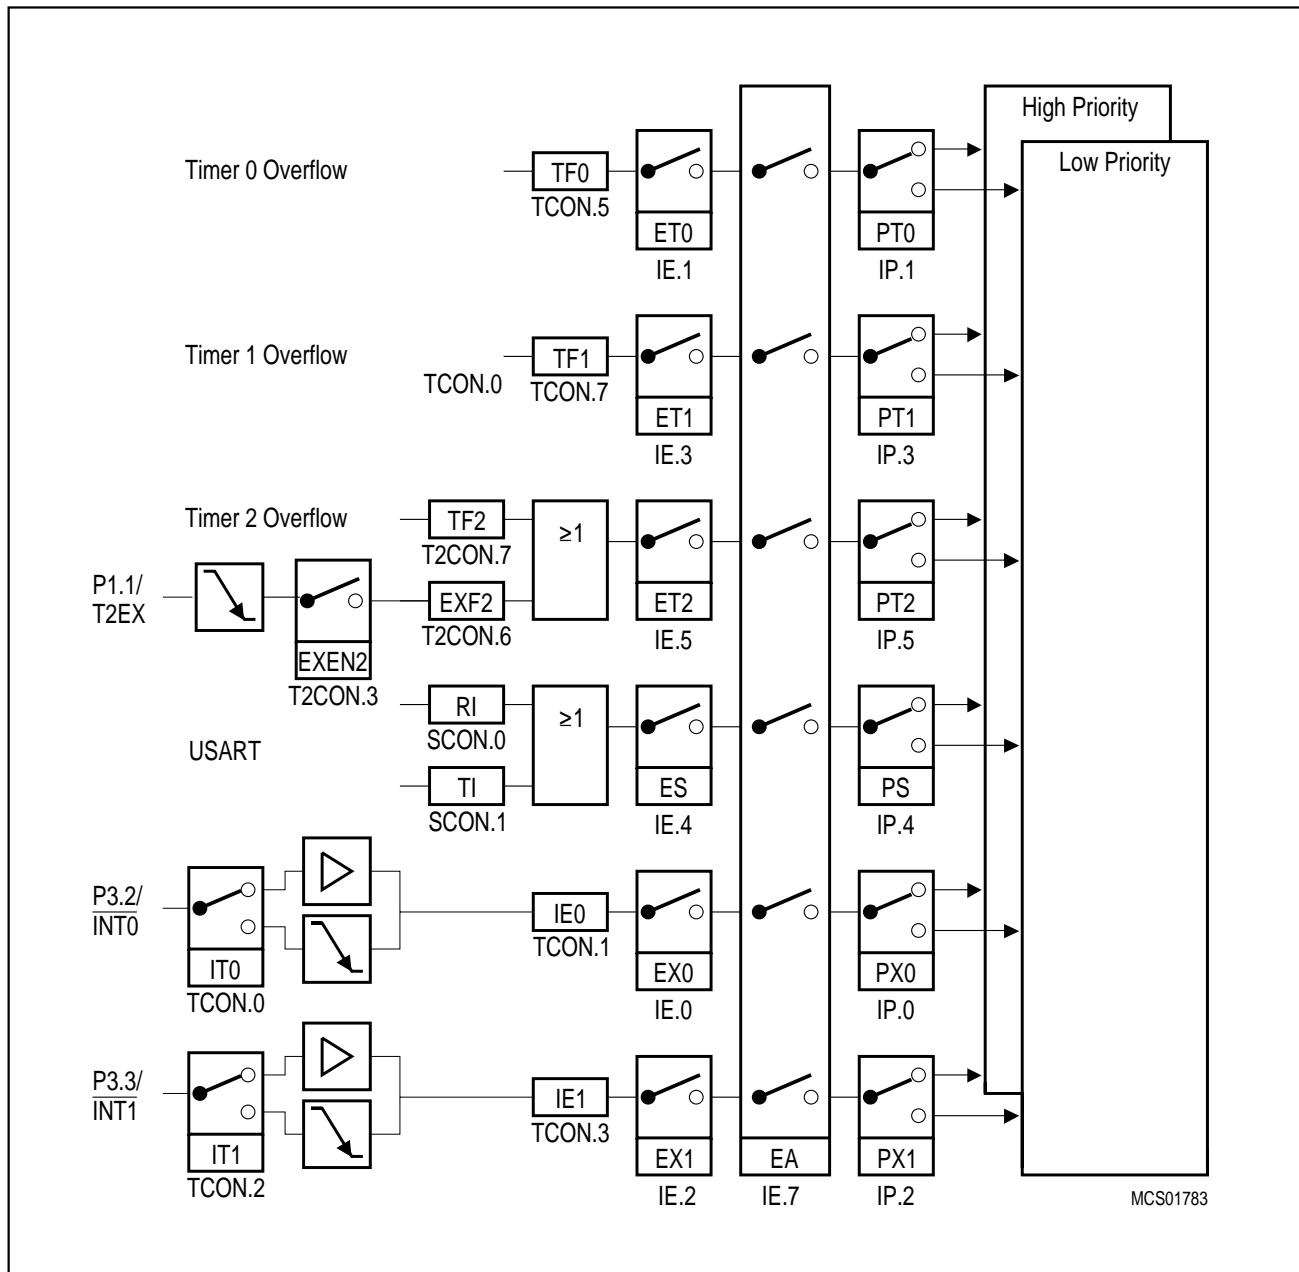 High Priority
Low Priority
Timer 0 Overflow
TF0
TCON.5
ET0
IE.1
PT0
IP.1
Timer 1 Overflow
TCON.0
TF1
TCON.7
ET1
IE.3
PT1
IP.3
Timer 2 Overflow
TF2
T2CON.7
≥1
P1.1/
T2EX
EXEN2
T2CON.3
EXF2
T2CON.6
ET2
IE.5
PT2
IP.5
USART
RI
SCON.0
≥1
TI
SCON.1
ES
IE.4
PS
IP.4
P3.2/
INT0
IT0
TCON.0
IE0
TCON.1
EX0
IE.0
PX0
IP.0
P3.3/
INT1
IT1
TCON.2
IE1
TCON.3
EX1
IE.2
EA
IE.7
PX1
IP.2
MCS01783